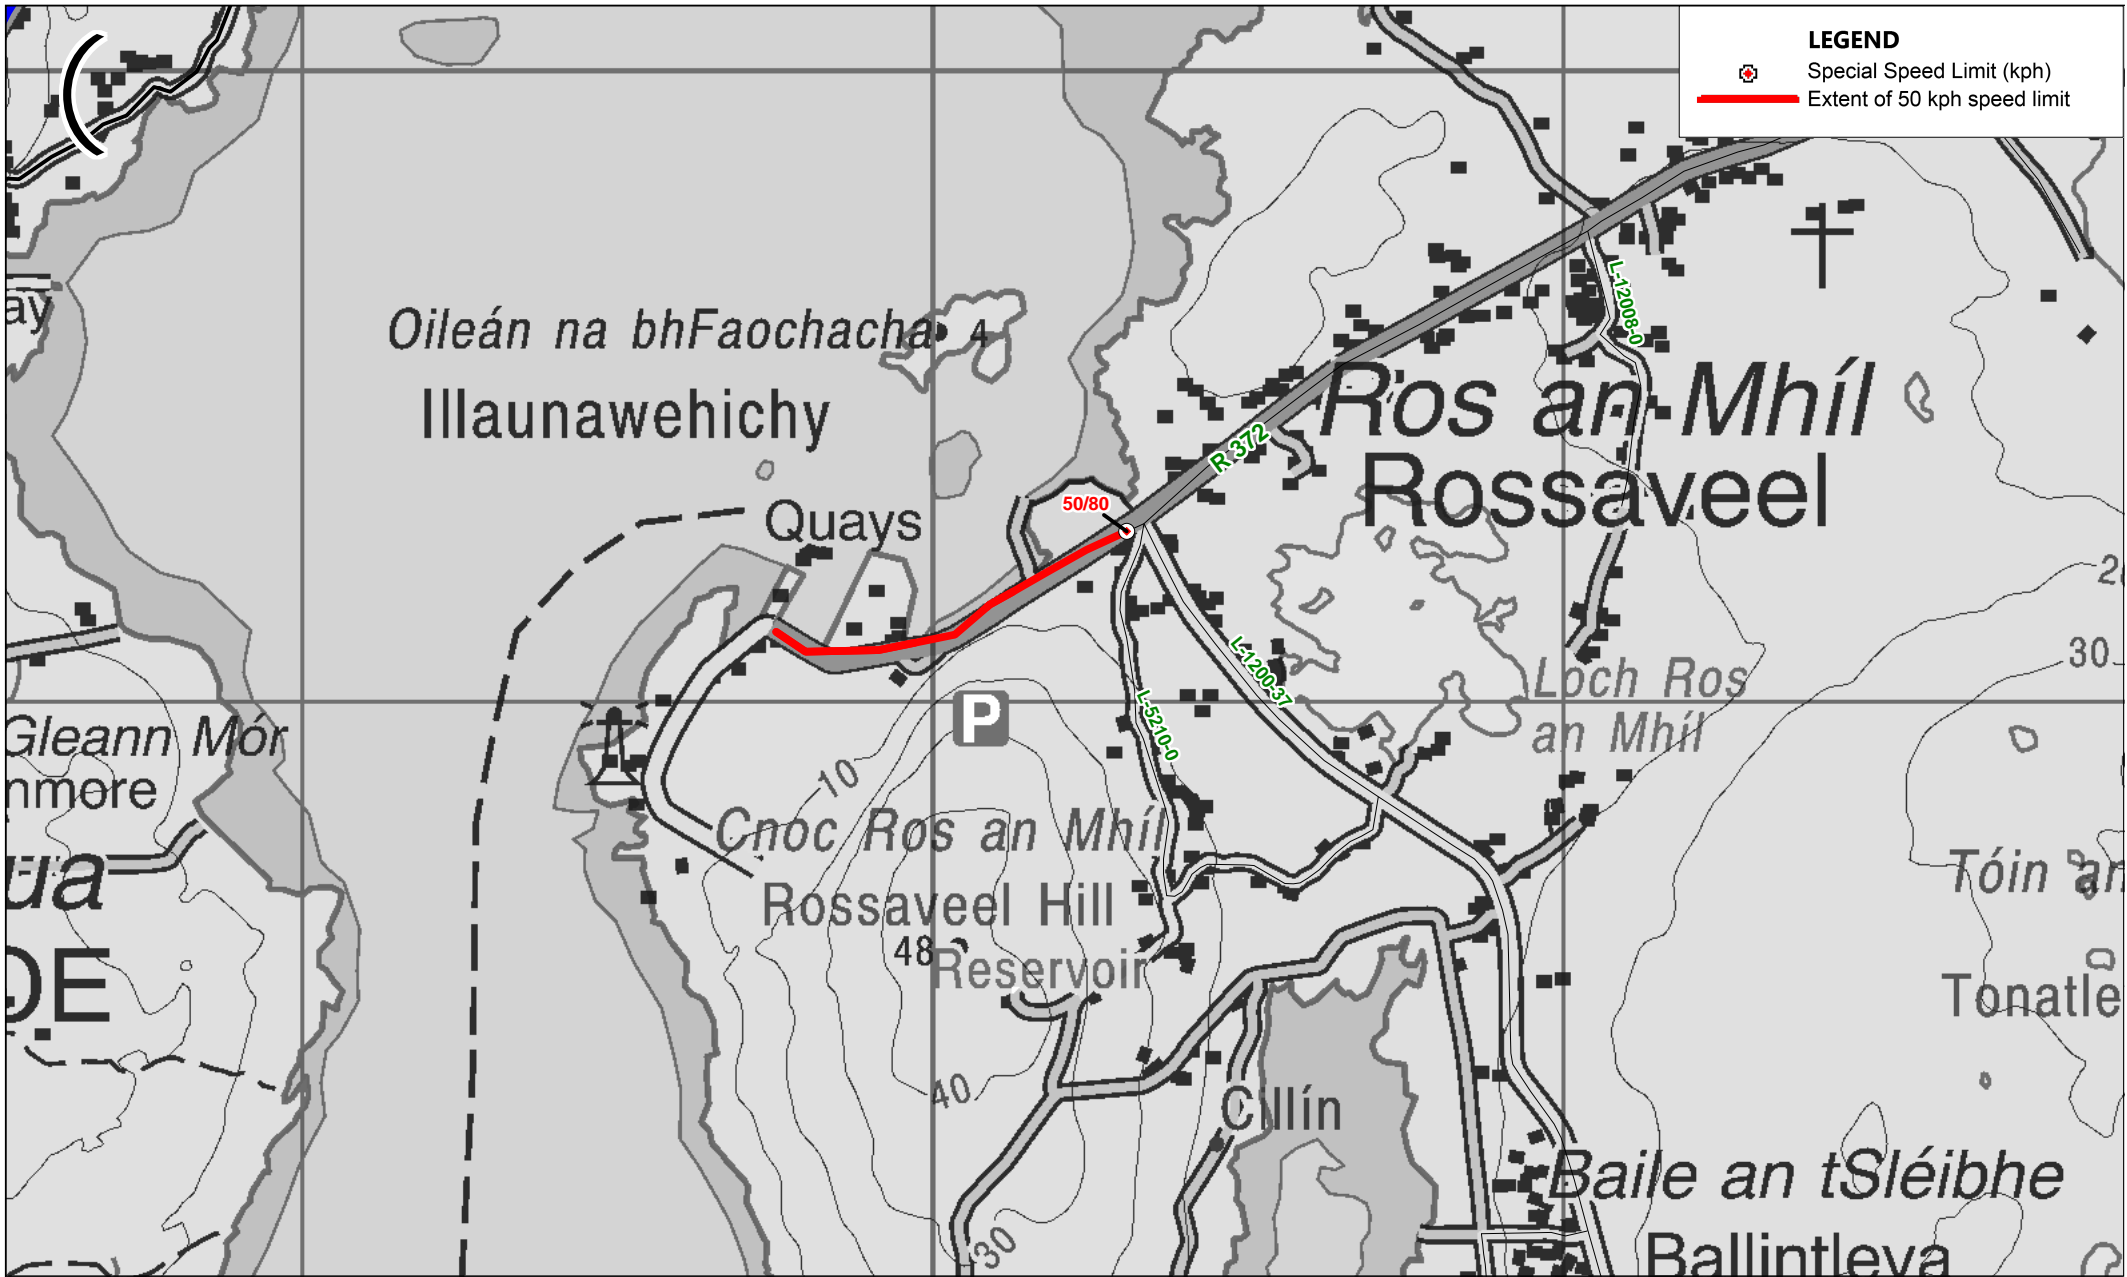 LEGEND
Special Speed Limit (kph)
Extent of 50 kph speed limit
ay
Oileán na bhFaochacha
4
Illaunawehichy
L-12008-0
Ros an Mhíl
Rossaveel
R 372
50/80
Quays
30
L-1200-37
Loch Ros
an Mhíl
L-5210-0
P
Gleann Mór
nmore
10
Cnoc Ros an Mhíl
Rossaveel Hill
48
Reservoir
ua
DE
Tóin an
Tonatle
40
Cillín
Baile an tSléibhe
Ballintleva
30